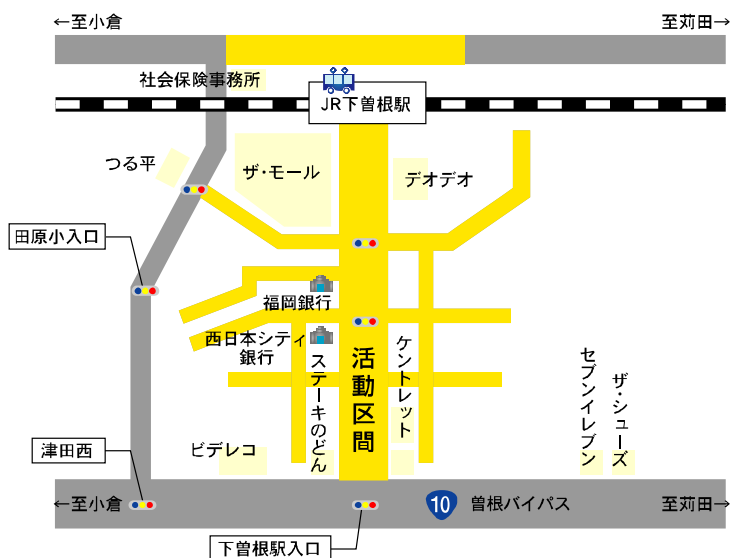 ←至小倉
至苅田→
社会保険事務所
JR下曽根駅
つる平
ザ・モール
デオデオ
田原小入口
福岡銀行
西日本シティ
銀行
活動区間
ステーキのどん
ケントレット
セブンイレブン
ザ・シューズ
ビデレコ
津田西
←至小倉
10
曽根バイパス
至苅田→
下曽根駅入口